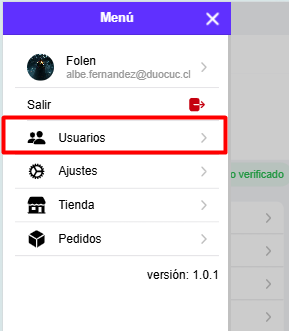 Menú
Folen
albe.fernandez@duocuc.cl
Salir
Usuarios
o verificado
Ajustes
Tienda
Pedidos
versión: 1.0.1